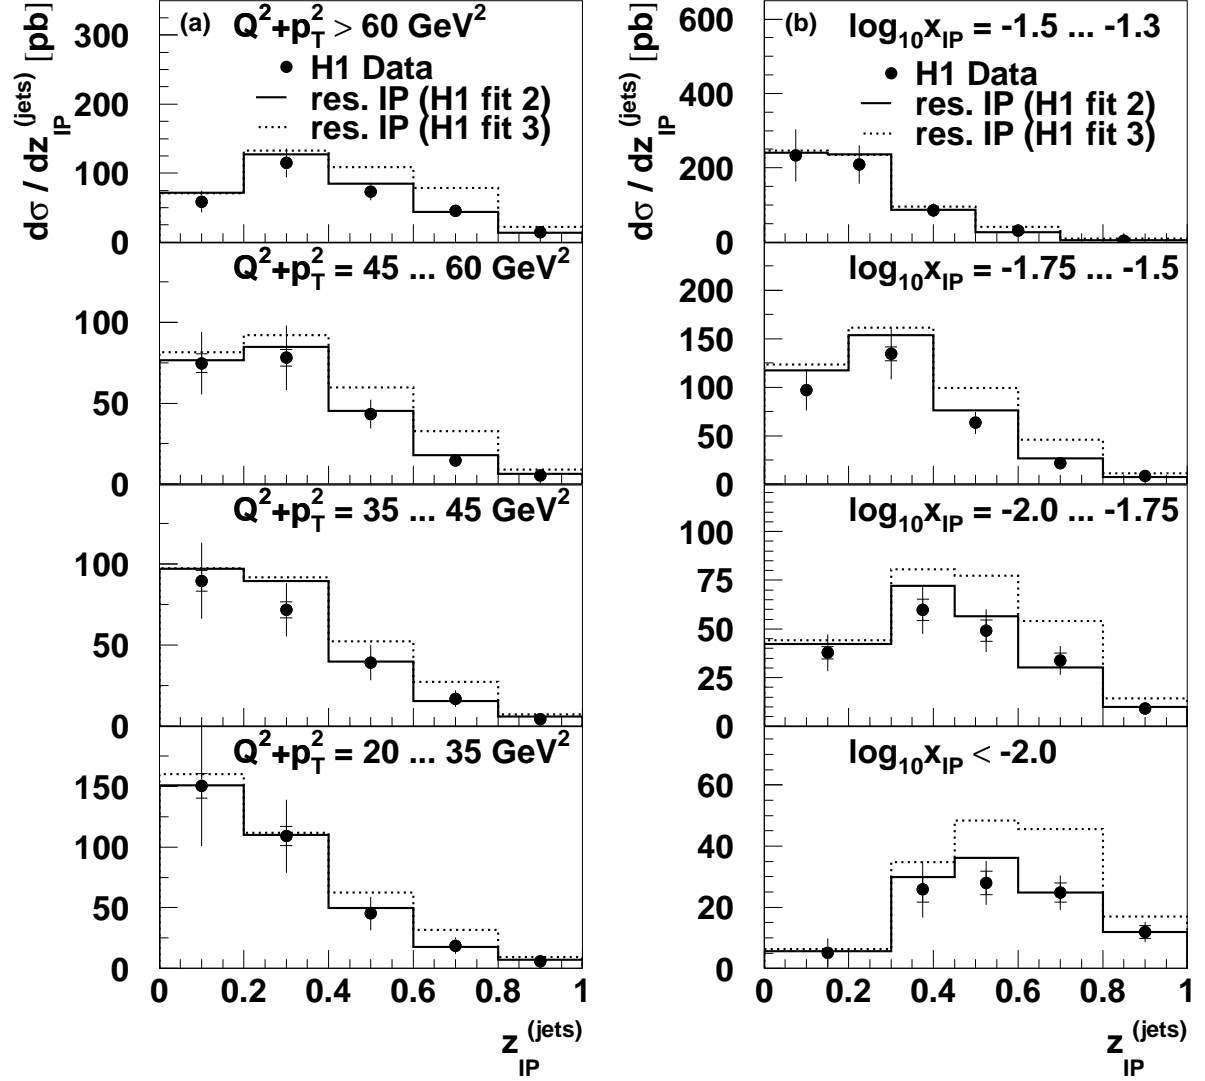 dσ / dz_IP^(jets) [pb]
(a) Q²+p_T² > 60 GeV²
H1 Data
res. IP (H1 fit 2)
res. IP (H1 fit 3)
300
200
100
0
Q²+p_T² = 45 ... 60 GeV²
100
50
0
Q²+p_T² = 35 ... 45 GeV²
100
50
0
Q²+p_T² = 20 ... 35 GeV²
150
100
50
0
0 0.2 0.4 0.6 0.8 1
z_IP^(jets)
dσ / dz_IP^(jets) [pb]
(b) log₁₀x_IP = -1.5 ... -1.3
H1 Data
res. IP (H1 fit 2)
res. IP (H1 fit 3)
600
400
200
0
log₁₀x_IP = -1.75 ... -1.5
200
150
100
50
0
log₁₀x_IP = -2.0 ... -1.75
100
75
50
25
0
log₁₀x_IP < -2.0
60
40
20
0
0 0.2 0.4 0.6 0.8 1
z_IP^(jets)